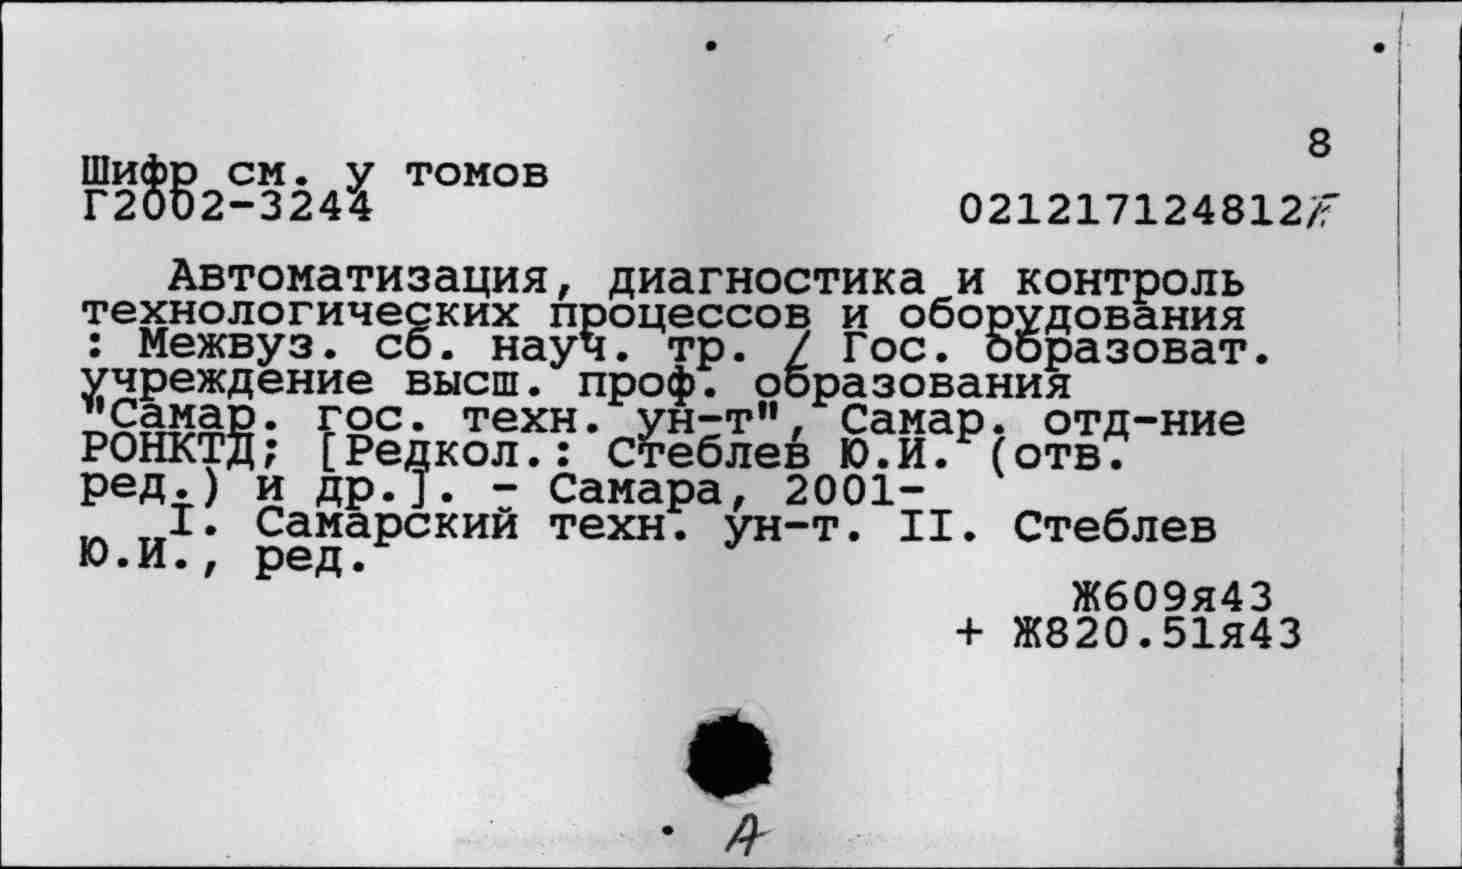 8
Шифр см. у томов
Г2002-3244 021217124812
Автоматизация, диагностика и контроль
технологических процессов и оборудования
: Межвуз. сб. науч. тр. / Гос. образоват.
учреждение высш. проф. образования
"Самар. гос. техн. ун-т", Самар. отд-ние
РОНКТД; [Редкол.: Стеблев Ю.И. (отв.
ред.) и др.]. - Самара, 2001-
I. Самарский техн. ун-т. II. Стеблев
Ю.И., ред.
Ж609я43
+ Ж820.51я43
А